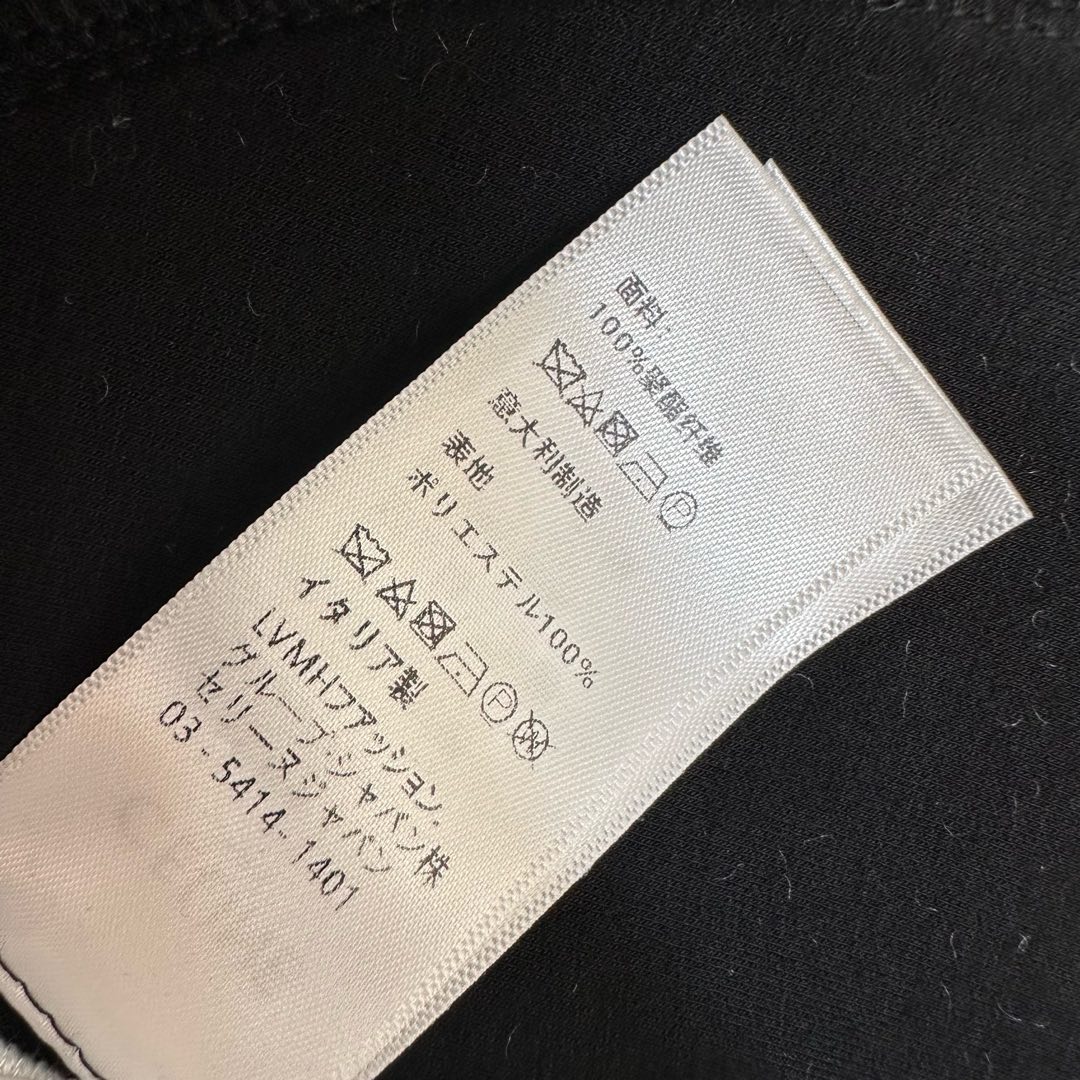 面料:
100%聚酯纤维
意大利制造
表地
ポリエステル100%
イタリア製
LVMHファッション.
グループ.ジャパン株
セリーヌジャパン
03-5414-1401